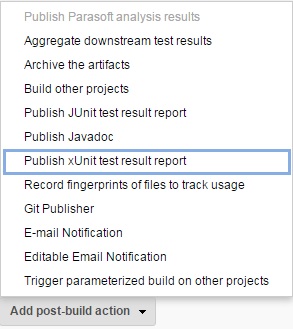 Publish Parasoft analysis results
Aggregate downstream test results
Archive the artifacts
Build other projects
Publish JUnit test result report
Publish Javadoc
Publish xUnit test result report
Record fingerprints of files to track usage
Git Publisher
E-mail Notification
Editable Email Notification
Trigger parameterized build on other projects
Add post-build action